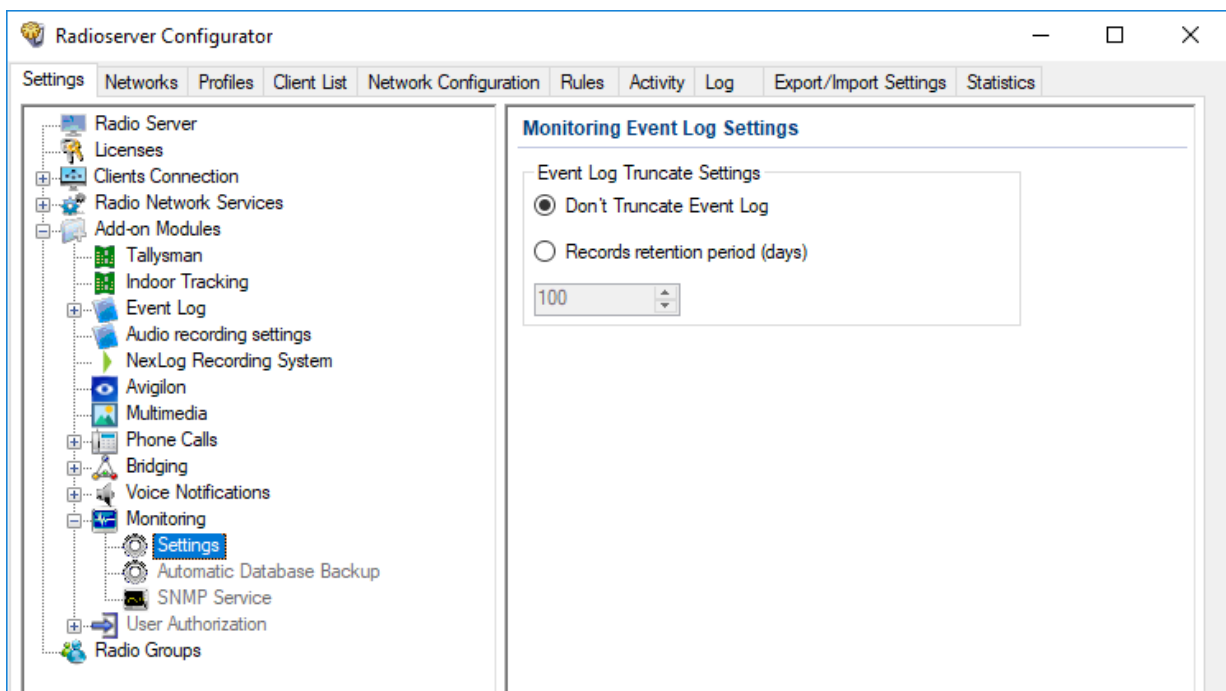 Radioserver Configurator
Settings Networks Profiles Client List Network Configuration Rules Activity Log Export/Import Settings Statistics
Radio Server
Licenses
Clients Connection
Radio Network Services
Add-on Modules
Tallysman
Indoor Tracking
Event Log
Audio recording settings
NexLog Recording System
Avigilon
Multimedia
Phone Calls
Bridging
Voice Notifications
Monitoring
Settings
Automatic Database Backup
SNMP Service
User Authorization
Radio Groups
Monitoring Event Log Settings
Event Log Truncate Settings
Don't Truncate Event Log
Records retention period (days)
100